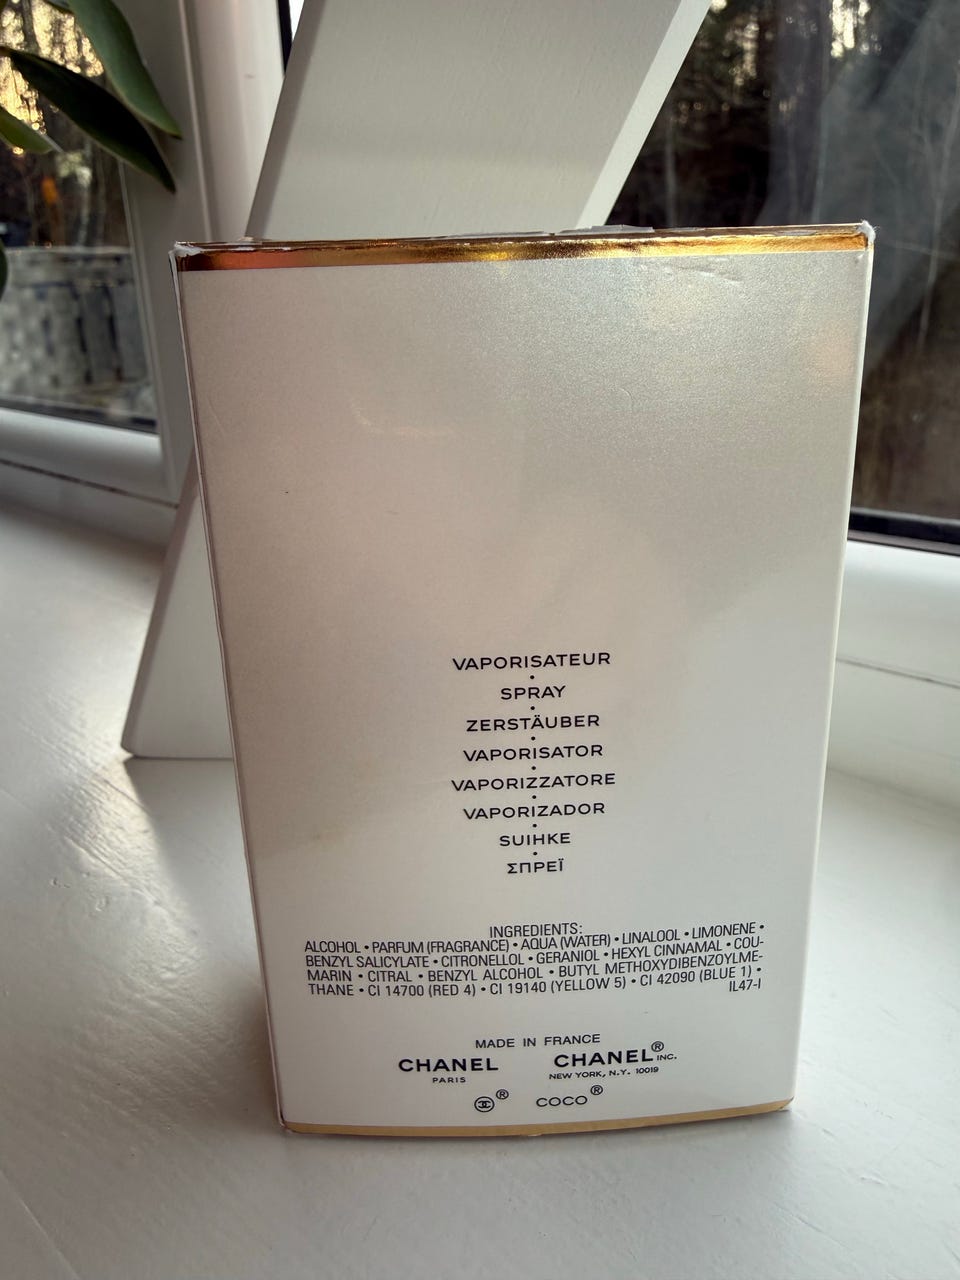 VAPORISATEUR
•
SPRAY
•
ZERSTÄUBER
•
VAPORISATOR
•
VAPORIZZATORE
•
VAPORIZADOR
•
SUIHKE
•
ΣΠΡΕΪ
INGREDIENTS:
ALCOHOL • PARFUM (FRAGRANCE) • AQUA (WATER) • LINALOOL • LIMONENE •
BENZYL SALICYLATE • CITRONELLOL • GERANIOL • HEXYL CINNAMAL • COU-
MARIN • CITRAL • BENZYL ALCOHOL • BUTYL METHOXYDIBENZOYLME-
THANE • CI 14700 (RED 4) • CI 19140 (YELLOW 5) • CI 42090 (BLUE 1) •
IL47-I
MADE IN FRANCE
CHANEL CHANEL® INC.
PARIS NEW YORK, N.Y. 10019
® COCO®